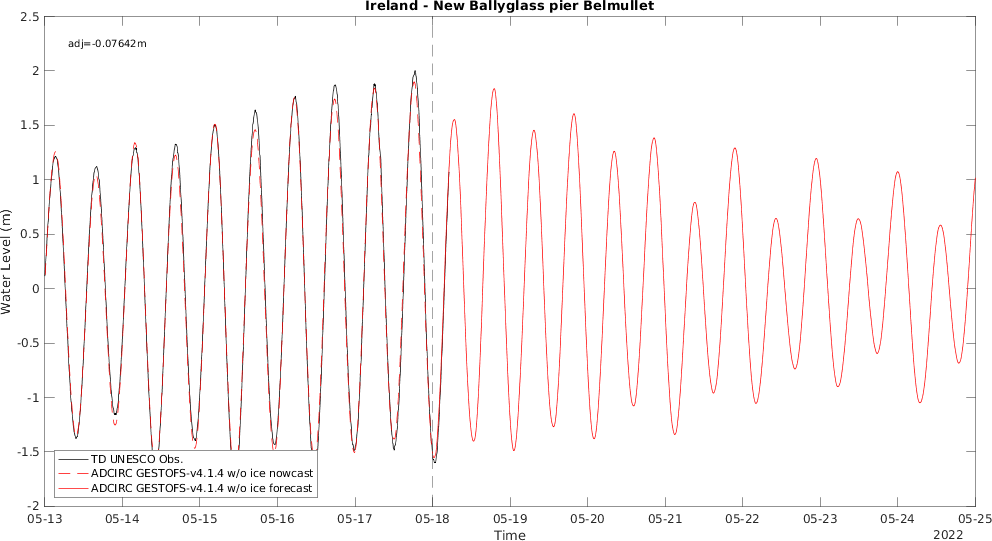 Ireland - New Ballyglass pier Belmullet
adj=-0.07642m
2.5
2
1.5
1
0.5
0
-0.5
-1
-1.5
-2
Water Level (m)
TD UNESCO Obs.
ADCIRC GESTOFS-v4.1.4 w/o ice nowcast
ADCIRC GESTOFS-v4.1.4 w/o ice forecast
05-13 05-14 05-15 05-16 05-17 05-18 05-19 05-20 05-21 05-22 05-23 05-24 05-25
Time
2022